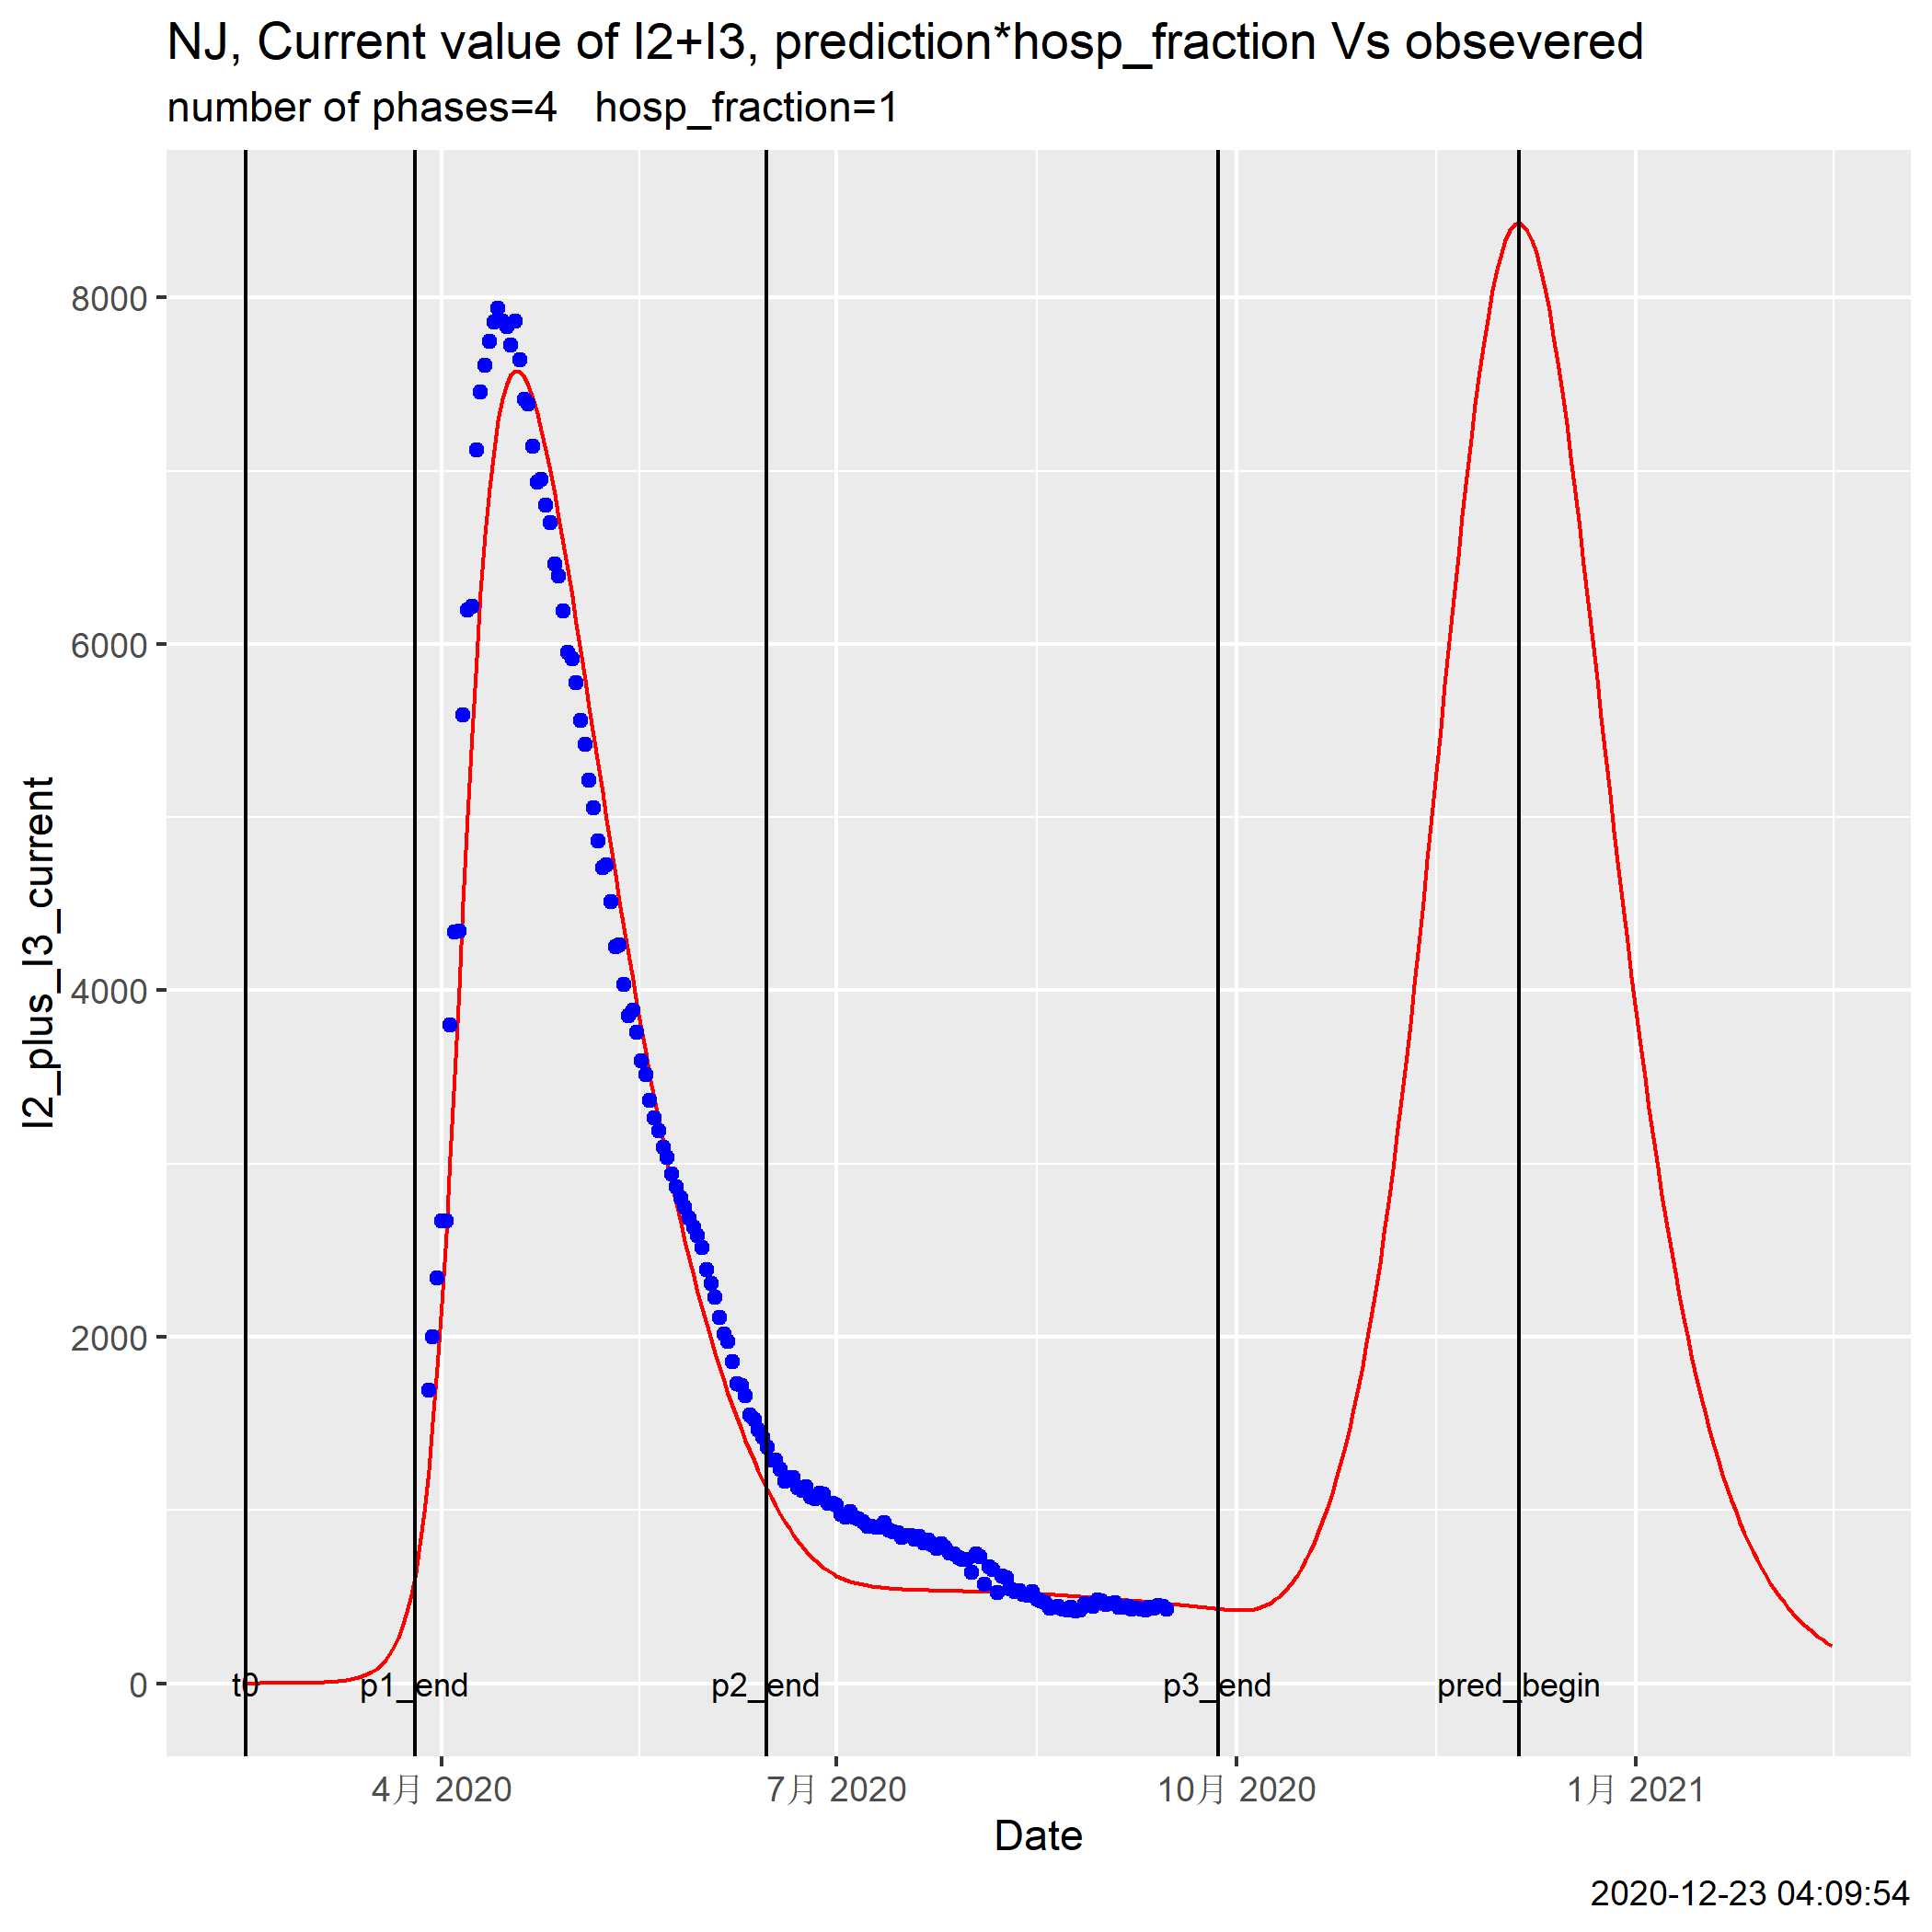 NJ, Current value of I2+I3, prediction*hosp_fraction Vs obsevered
number of phases=4   hosp_fraction=1
I2_plus_I3_current
8000
6000
4000
2000
0
t0 p1_end p2_end p3_end pred_begin
4月 2020 7月 2020 10月 2020 1月 2021
Date
2020-12-23 04:09:54